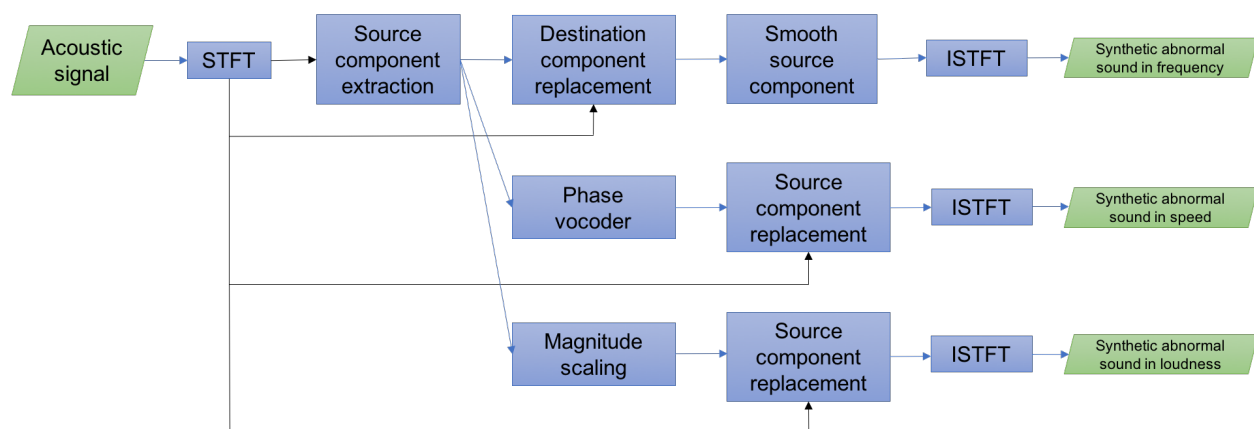 Acoustic
signal
STFT
Source
component
extraction
Destination
component
replacement
Smooth
source
component
ISTFT
Synthetic abnormal
sound in frequency
Phase
vocoder
Source
component
replacement
ISTFT
Synthetic abnormal
sound in speed
Magnitude
scaling
Source
component
replacement
ISTFT
Synthetic abnormal
sound in loudness